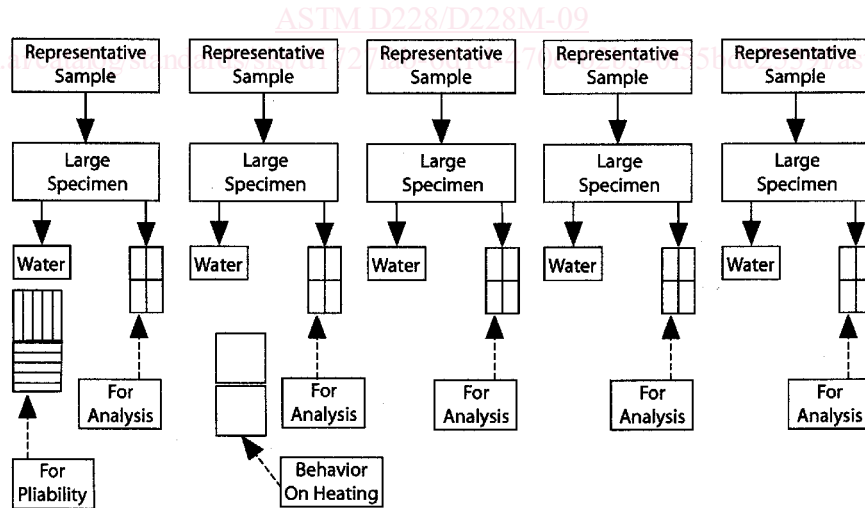 ASTM D228/D228M-09
Representative Sample
Representative Sample
Representative Sample
Representative Sample
Representative Sample
Large Specimen
Large Specimen
Large Specimen
Large Specimen
Large Specimen
Water
Water
Water
Water
Water
For Analysis
For Analysis
For Analysis
For Analysis
For Analysis
For Pliability
Behavior On Heating